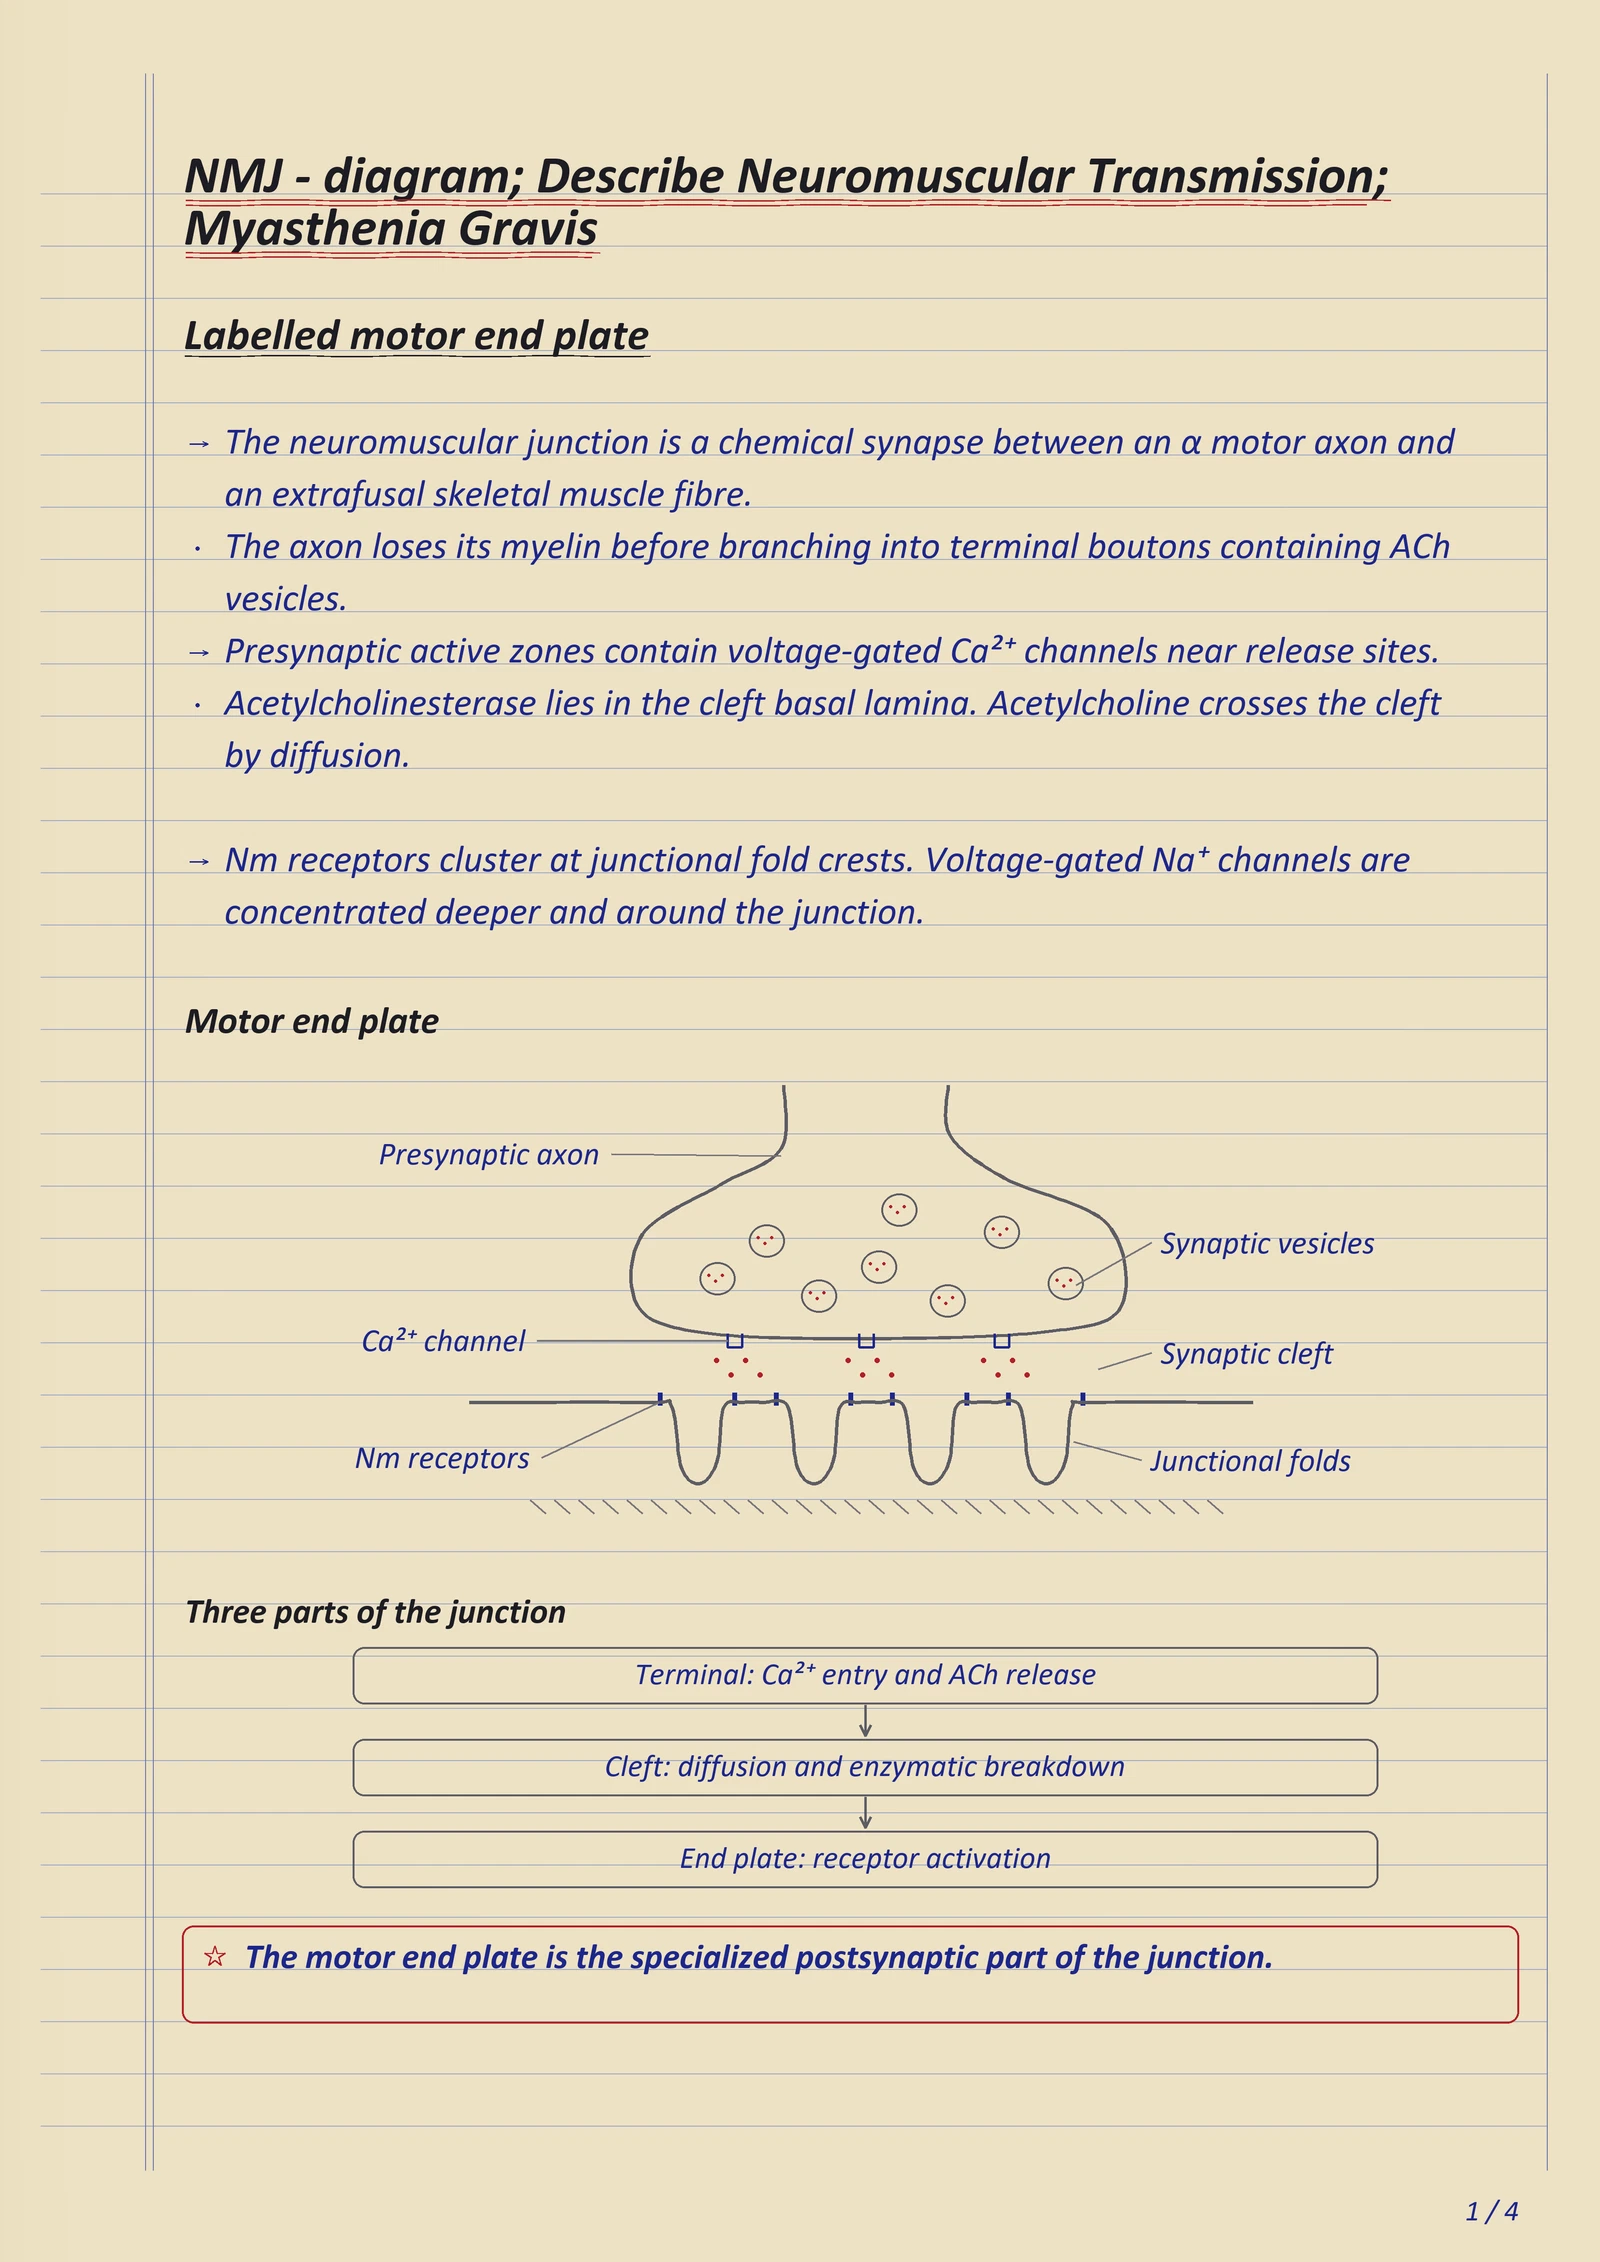 NMJ - diagram; Describe Neuromuscular Transmission;
Myasthenia Gravis
Labelled motor end plate
→ The neuromuscular junction is a chemical synapse between an α motor axon and
an extrafusal skeletal muscle fibre.
· The axon loses its myelin before branching into terminal boutons containing ACh
vesicles.
→ Presynaptic active zones contain voltage-gated Ca²⁺ channels near release sites.
· Acetylcholinesterase lies in the cleft basal lamina. Acetylcholine crosses the cleft
by diffusion.
→ Nm receptors cluster at junctional fold crests. Voltage-gated Na⁺ channels are
concentrated deeper and around the junction.
Motor end plate
Presynaptic axon
Synaptic vesicles
Ca²⁺ channel
Synaptic cleft
Nm receptors
Junctional folds
Three parts of the junction
Terminal: Ca²⁺ entry and ACh release
Cleft: diffusion and enzymatic breakdown
End plate: receptor activation
☆ The motor end plate is the specialized postsynaptic part of the junction.
1 / 4